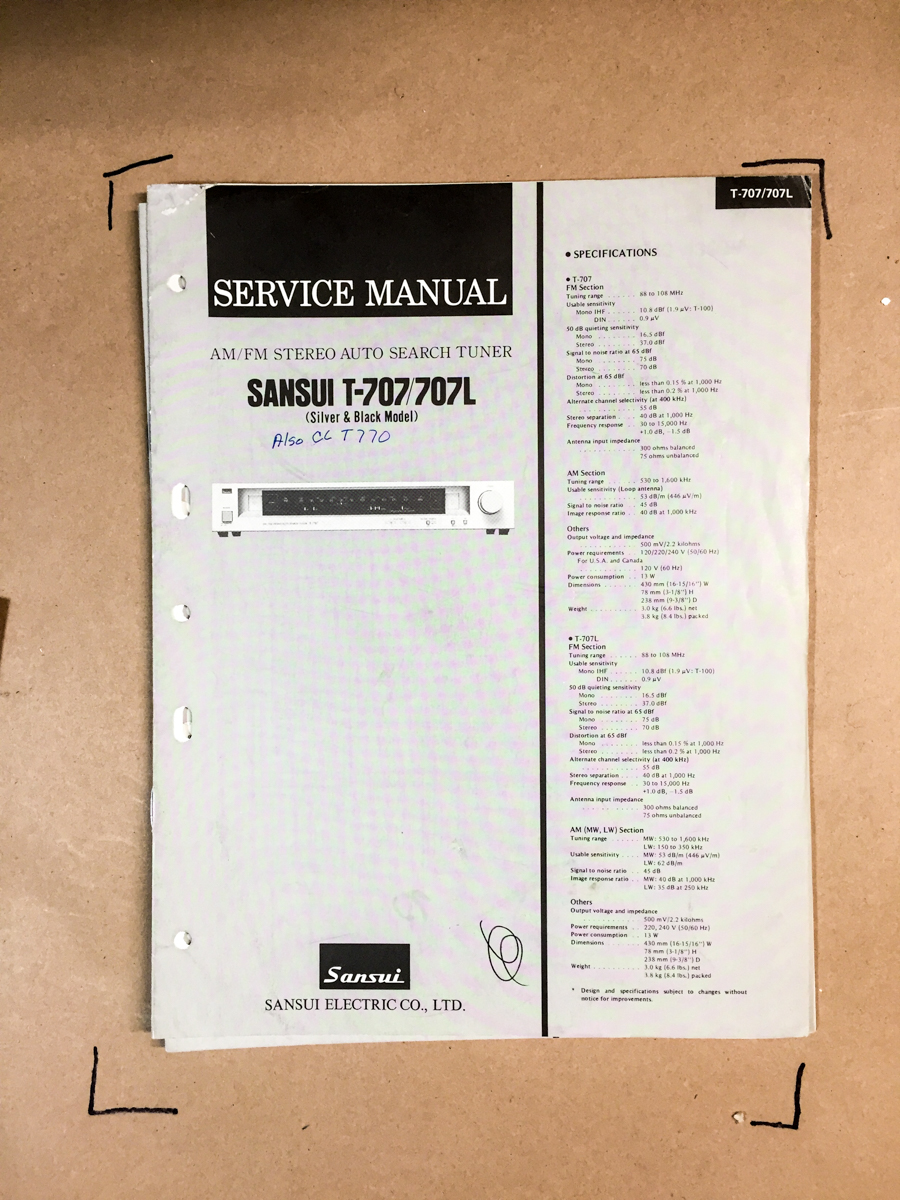 T-707/707L
SERVICE MANUAL
AM/FM STEREO AUTO SEARCH TUNER
SANSUI T-707/707L
(Silver & Black Model)
Also CC T770
Sansui
SANSUI ELECTRIC CO., LTD.
● SPECIFICATIONS
● T-707
FM Section
Tuning range . . . . . . . 88 to 108 MHz
Usable sensitivity
Mono IHF . . . . . . 10.8 dBf (1.9 μV: T-100)
DIN . . . . . . 0.9 μV
50 dB quieting sensitivity
Mono . . . . . . . . . 16.5 dBf
Stereo . . . . . . . . . 37.0 dBf
Signal to noise ratio at 65 dBf
Mono . . . . . . . . . 75 dB
Stereo . . . . . . . . . 70 dB
Distortion at 65 dBf
Mono . . . . . . . . . less than 0.15 % at 1,000 Hz
Stereo . . . . . . . . . less than 0.2 % at 1,000 Hz
Alternate channel selectivity (at 400 kHz)
. . . . . . . . . . . . . 55 dB
Stereo separation . . . 40 dB at 1,000 Hz
Frequency response . . 30 to 15,000 Hz
+1.0 dB, −1.5 dB
Antenna input impedance
. . . . . . . . . . . . . 300 ohms balanced
75 ohms unbalanced
AM Section
Tuning range . . . . . . . 530 to 1,600 kHz
Usable sensitivity (Loop antenna)
. . . . . . . . . . . . . 53 dB/m (446 μV/m)
Signal to noise ratio . . 45 dB
Image response ratio . . 40 dB at 1,000 kHz
Others
Output voltage and impedance
. . . . . . . . . . . . . 500 mV/2.2 kilohms
Power requirements . . 120/220/240 V (50/60 Hz)
For U.S.A. and Canada
. . . . . . . . . . . . . 120 V (60 Hz)
Power consumption . . 13 W
Dimensions . . . . . . . 430 mm (16-15/16") W
78 mm (3-1/8") H
238 mm (9-3/8") D
Weight . . . . . . . . . . 3.0 kg (6.6 lbs.) net
3.8 kg (8.4 lbs.) packed
● T-707L
FM Section
Tuning range . . . . . . . 88 to 108 MHz
Usable sensitivity
Mono IHF . . . . . . 10.8 dBf (1.9 μV: T-100)
DIN . . . . . . 0.9 μV
50 dB quieting sensitivity
Mono . . . . . . . . . 16.5 dBf
Stereo . . . . . . . . . 37.0 dBf
Signal to noise ratio at 65 dBf
Mono . . . . . . . . . 75 dB
Stereo . . . . . . . . . 70 dB
Distortion at 65 dBf
Mono . . . . . . . . . less than 0.15 % at 1,000 Hz
Stereo . . . . . . . . . less than 0.2 % at 1,000 Hz
Alternate channel selectivity (at 400 kHz)
. . . . . . . . . . . . . 55 dB
Stereo separation . . . 40 dB at 1,000 Hz
Frequency response . . 30 to 15,000 Hz
+1.0 dB, −1.5 dB
Antenna input impedance
. . . . . . . . . . . . . 300 ohms balanced
75 ohms unbalanced
AM (MW, LW) Section
Tuning range . . . . . . . MW: 530 to 1,600 kHz
LW: 150 to 350 kHz
Usable sensitivity . . . . MW: 53 dB/m (446 μV/m)
LW: 62 dB/m
Signal to noise ratio . . 45 dB
Image response ratio . . MW: 40 dB at 1,000 kHz
LW: 35 dB at 250 kHz
Others
Output voltage and impedance
. . . . . . . . . . . . . 500 mV/2.2 kilohms
Power requirements . . 220, 240 V (50/60 Hz)
Power consumption . . 13 W
Dimensions . . . . . . . 430 mm (16-15/16") W
78 mm (3-1/8") H
238 mm (9-3/8") D
Weight . . . . . . . . . . 3.0 kg (6.6 lbs.) net
3.8 kg (8.4 lbs.) packed
* Design and specifications subject to changes without
notice for improvements.